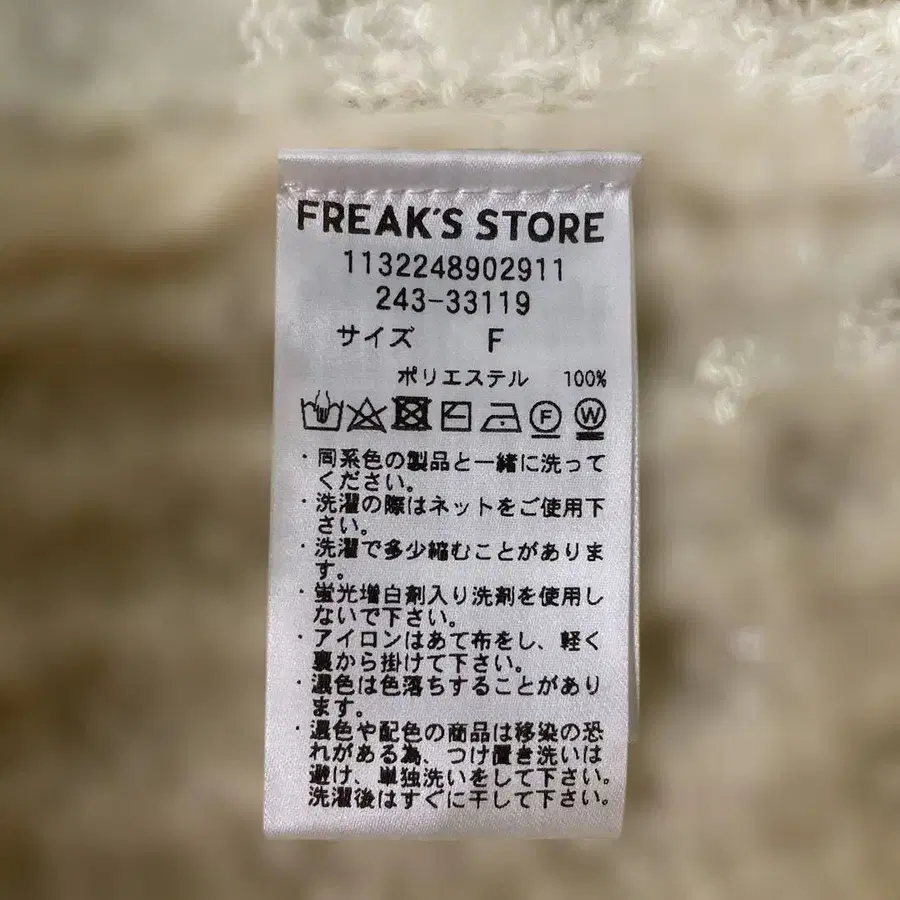 FREAK'S STORE
1132248902911
243-33119
サイズ F
ポリエステル 100%
F W
・同系色の製品と一緒に洗って
ください。
・洗濯の際はネットをご使用下
さい。
・洗濯で多少縮むことがありま
す。
・蛍光増白剤入り洗剤を使用し
ないで下さい。
・アイロンはあて布をし、軽く
裏から掛けて下さい。
・濃色は色落ちすることがあり
ます。
・濃色や配色の商品は移染の恐
れがある為、つけ置き洗いは
避け、単独洗いをして下さい。
洗濯後はすぐに干して下さい。